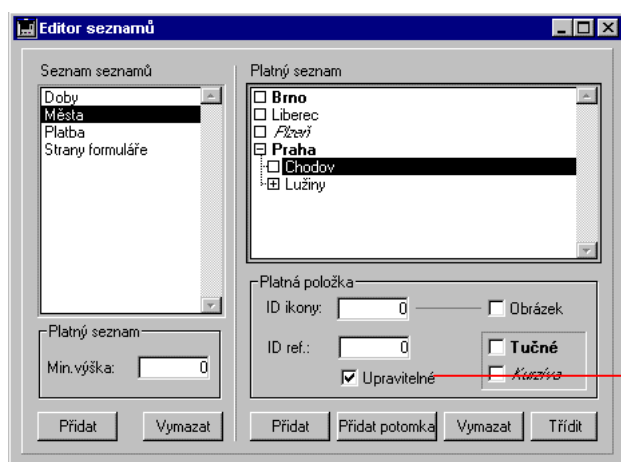 Editor seznamů
Seznam seznamů
Doby
Města
Platba
Strany formuláře
Platný seznam
Min.výška: 0
Přidat Vymazat
Platný seznam
Brno
Liberec
Plzeň
Praha
Chodov
Lužiny
Platná položka
ID ikony: 0 Obrázek
ID ref.: 0 Tučné
Upravitelné Kurzíva
Přidat Přidat potomka Vymazat Třídit